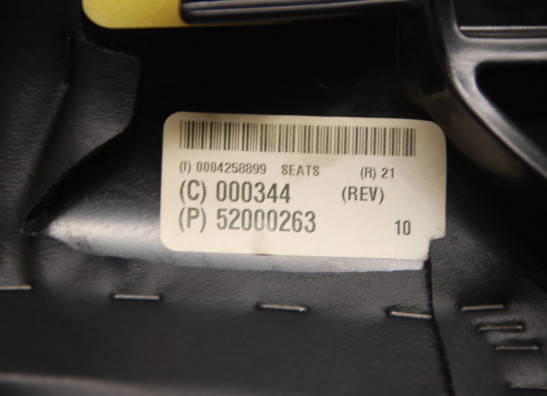 (I) 0004258899 SEATS (R) 21
(C) 000344 (REV)
(P) 52000263 10